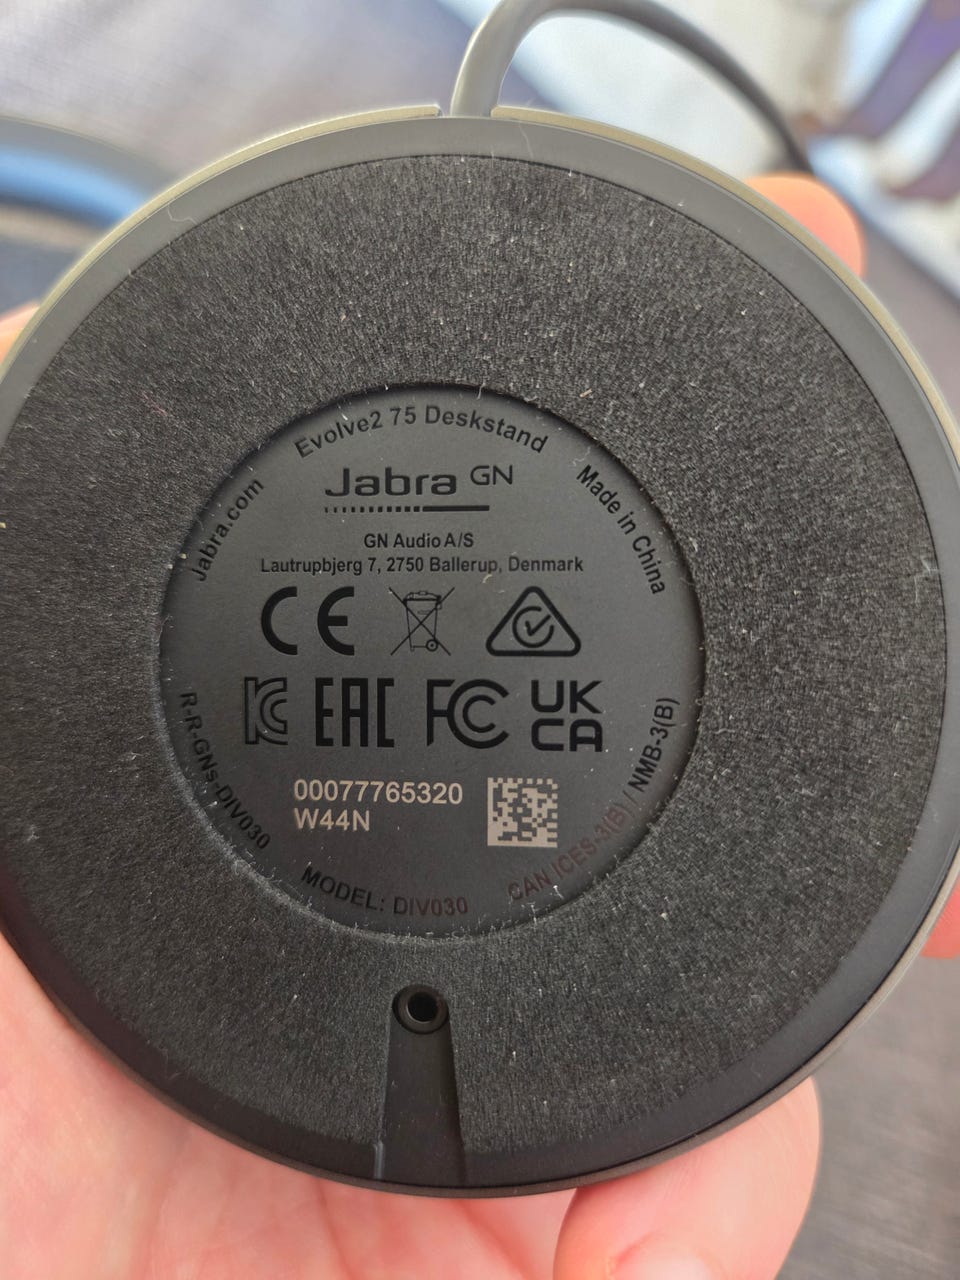 Evolve2 75 Deskstand
Jabra GN
Jabra.com
Made in China
GN Audio A/S
Lautrupbjerg 7, 2750 Ballerup, Denmark
CE
KC EAC FC UK
CA
R-R-GNs-DIV030
CAN ICES-3(B) / NMB-3(B)
00077765320
W44N
MODEL: DIV030